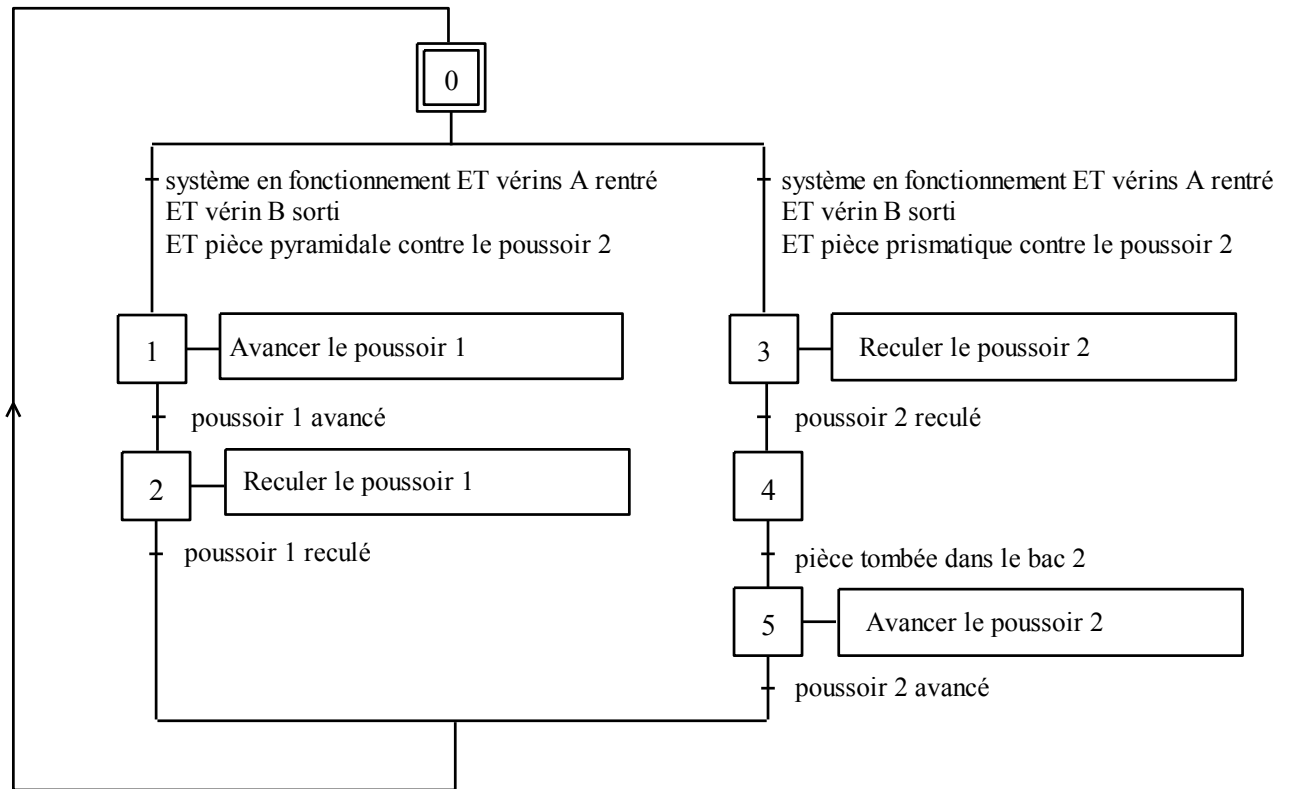 0
système en fonctionnement ET vérins A rentré
ET vérin B sorti
ET pièce pyramidale contre le poussoir 2
système en fonctionnement ET vérins A rentré
ET vérin B sorti
ET pièce prismatique contre le poussoir 2
1
Avancer le poussoir 1
3
Reculer le poussoir 2
poussoir 1 avancé
poussoir 2 reculé
2
Reculer le poussoir 1
4
poussoir 1 reculé
pièce tombée dans le bac 2
5
Avancer le poussoir 2
poussoir 2 avancé